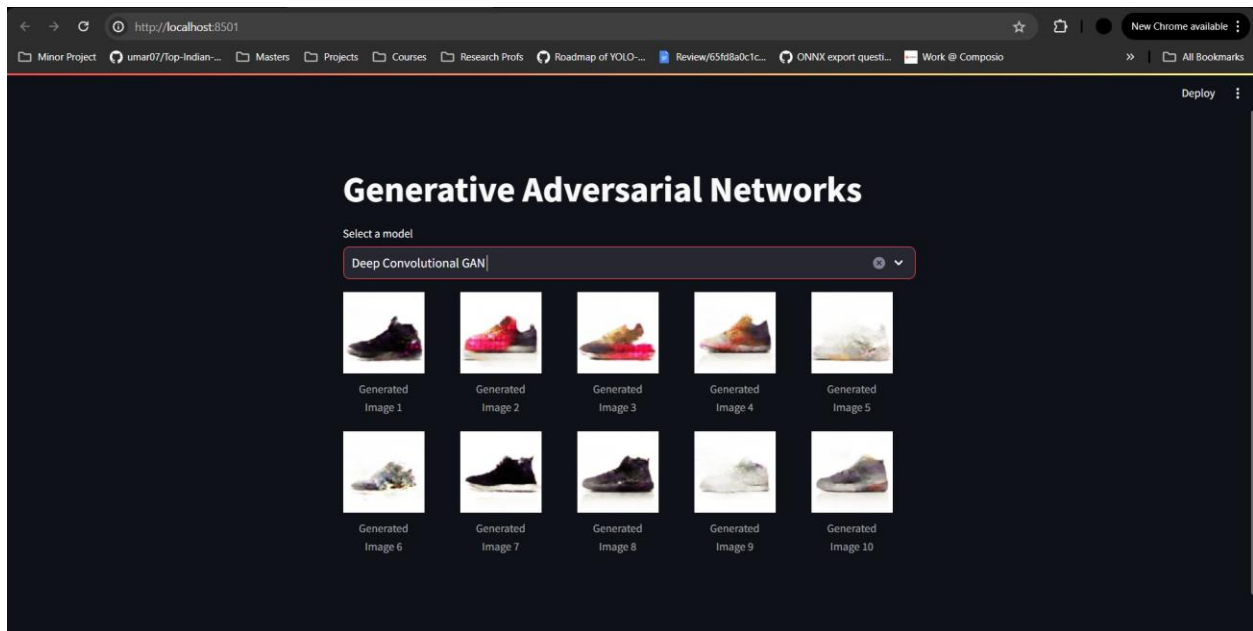 http://localhost:8501
New Chrome available
Minor Project
umar07/Top-Indian-...
Masters
Projects
Courses
Research Profs
Roadmap of YOLO-...
Review/65fd8a0c1c...
ONNX export questi...
Work @ Composio
»
All Bookmarks
Deploy
Generative Adversarial Networks
Select a model
Deep Convolutional GAN
Generated
Image 1
Generated
Image 2
Generated
Image 3
Generated
Image 4
Generated
Image 5
Generated
Image 6
Generated
Image 7
Generated
Image 8
Generated
Image 9
Generated
Image 10